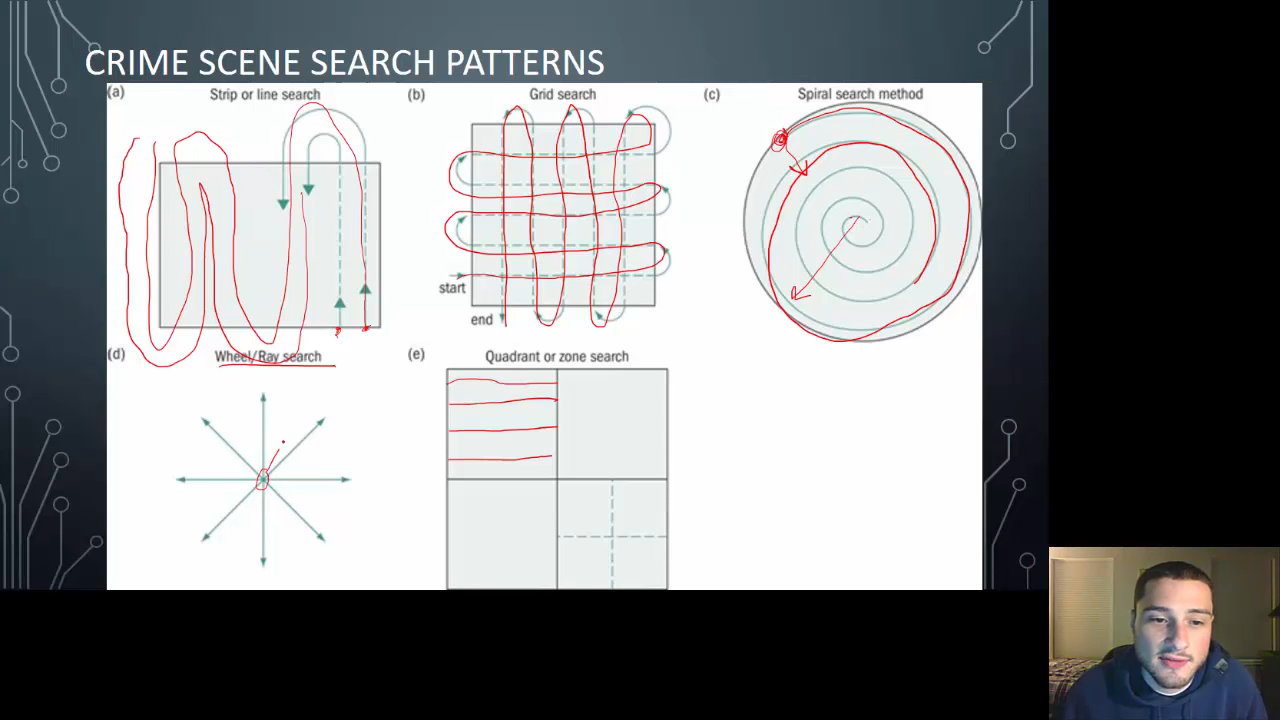 CRIME SCENE SEARCH PATTERNS
(a) Strip or line search
(b) Grid search
(c) Spiral search method
start
end
(d) Wheel/Ray search
(e) Quadrant or zone search